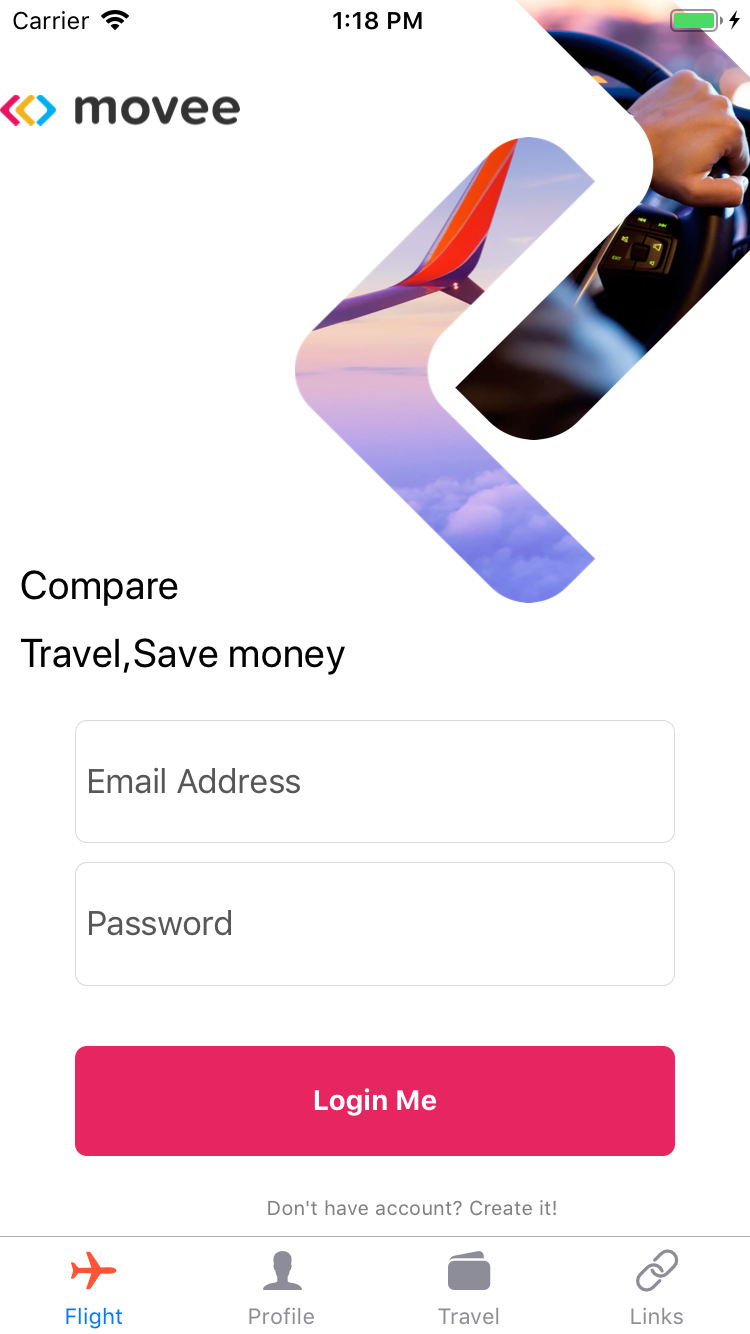 Carrier 1:18 PM
movee
EXIT
Compare
Travel,Save money
Email Address
Password
Login Me
Don't have account? Create it!
Flight Profile Travel Links